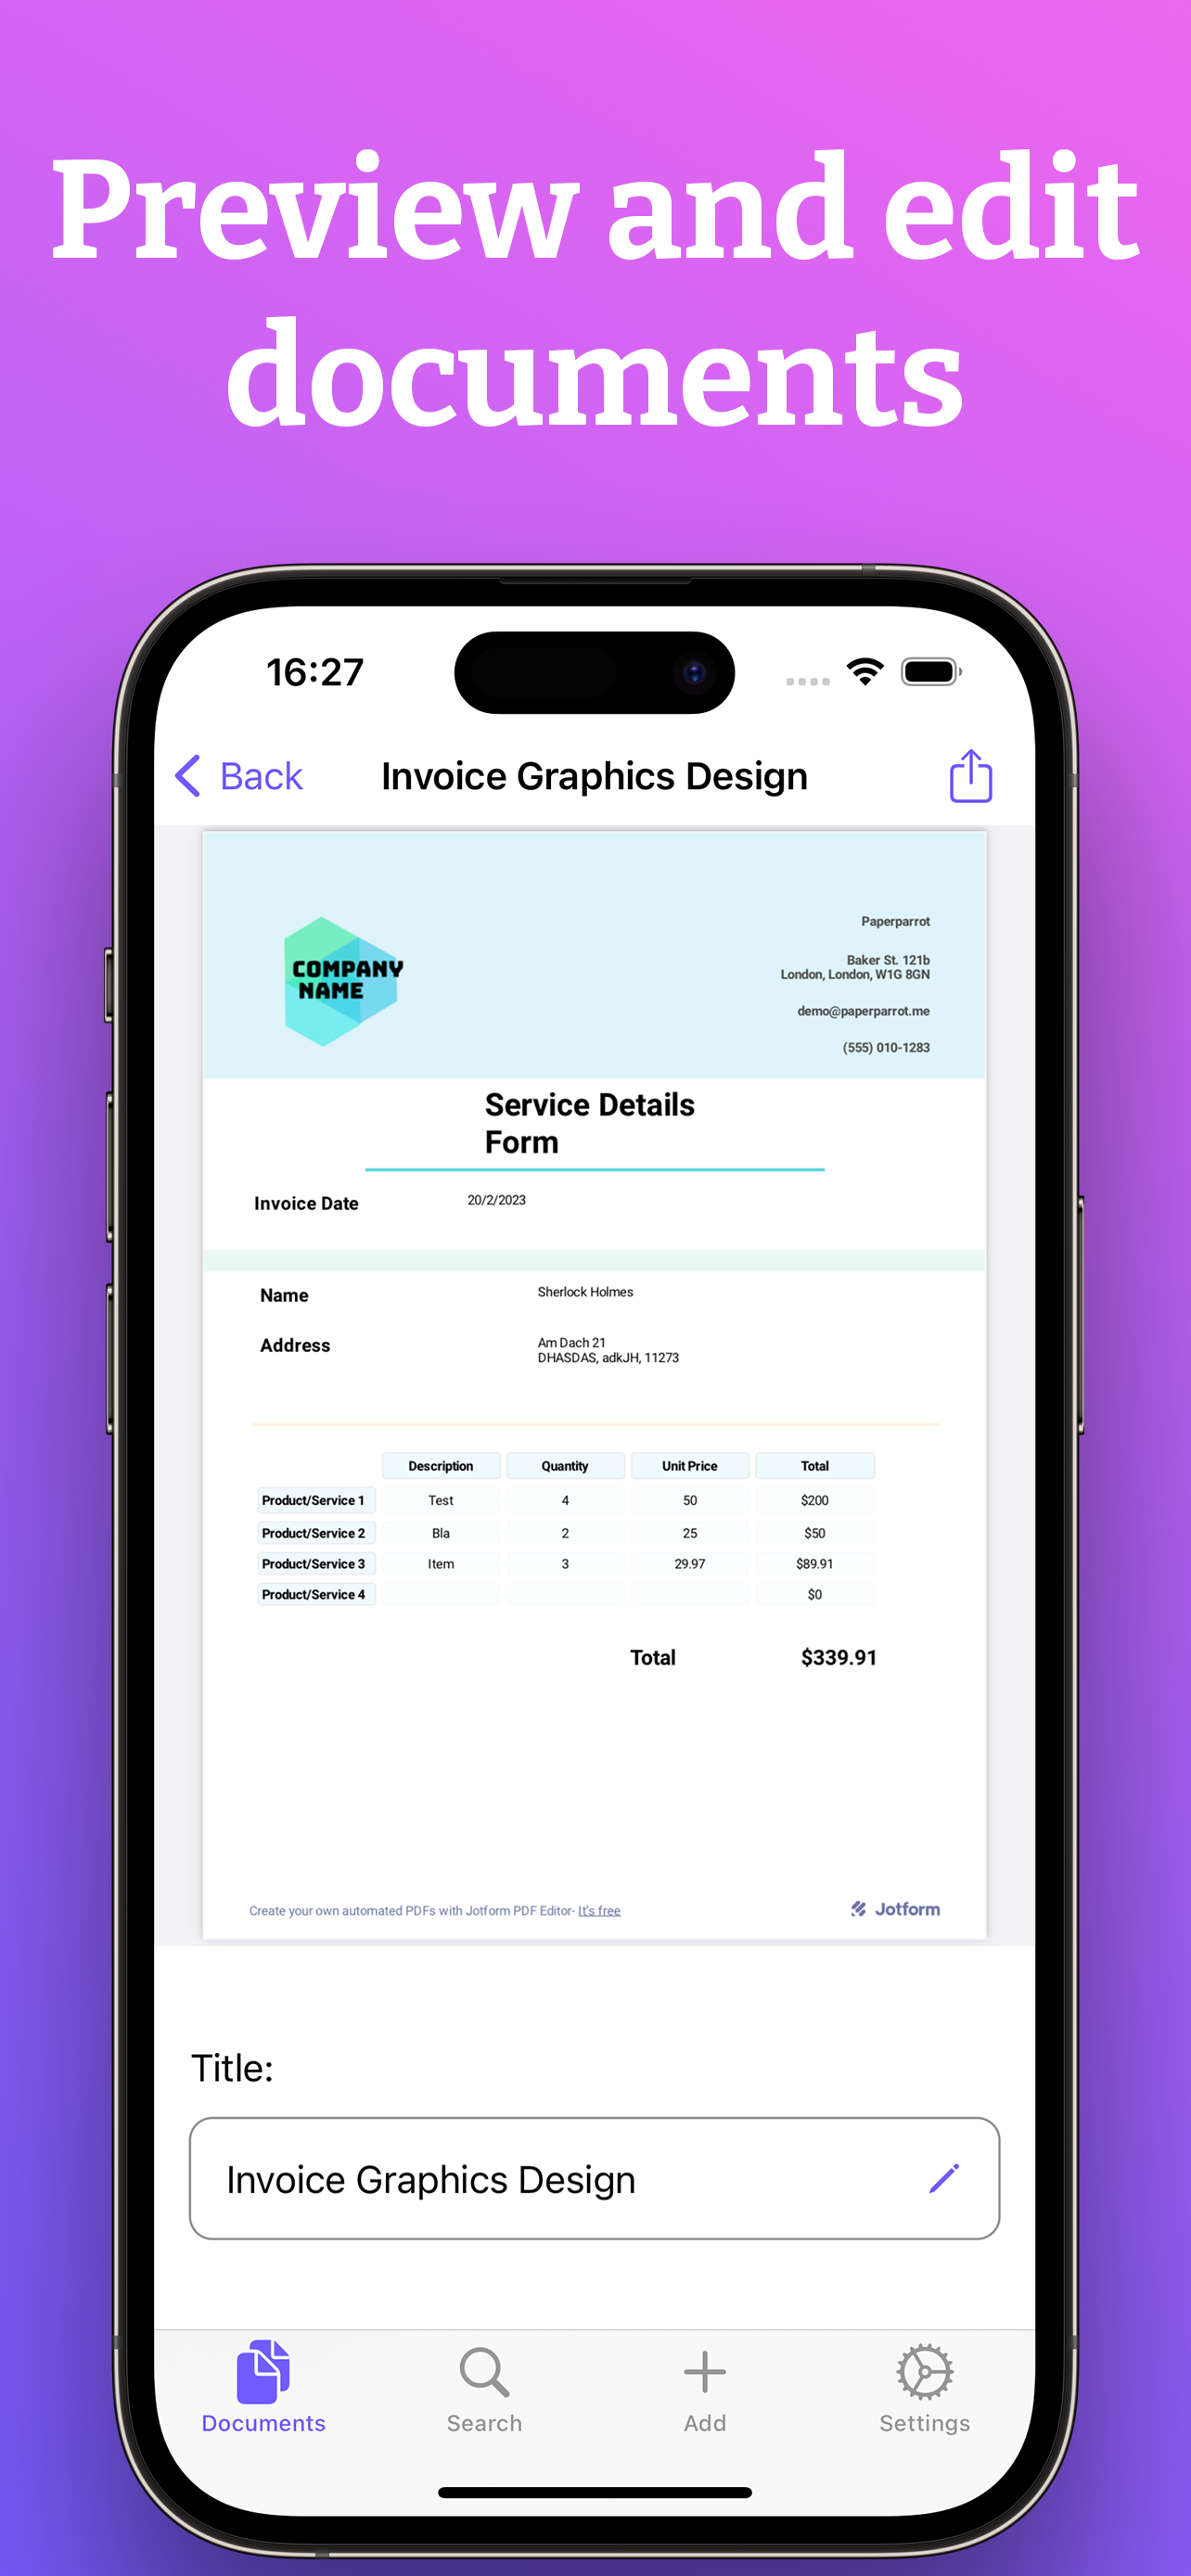 Preview and edit
documents
16:27
Back
Invoice Graphics Design
COMPANY
NAME
Paperparrot
Baker St. 121b
London, London, W1G 8GN
demo@paperparrot.me
(555) 010-1283
Service Details
Form
Invoice Date 20/2/2023
Name Sherlock Holmes
Address Am Dach 21
DHASDAS, adkJH, 11273
Description Quantity Unit Price Total
Product/Service 1 Test 4 50 $200
Product/Service 2 Bla 2 25 $50
Product/Service 3 Item 3 29.97 $89.91
Product/Service 4 $0
Total $339.91
Create your own automated PDFs with Jotform PDF Editor- It's free
Jotform
Title:
Invoice Graphics Design
Documents Search Add Settings